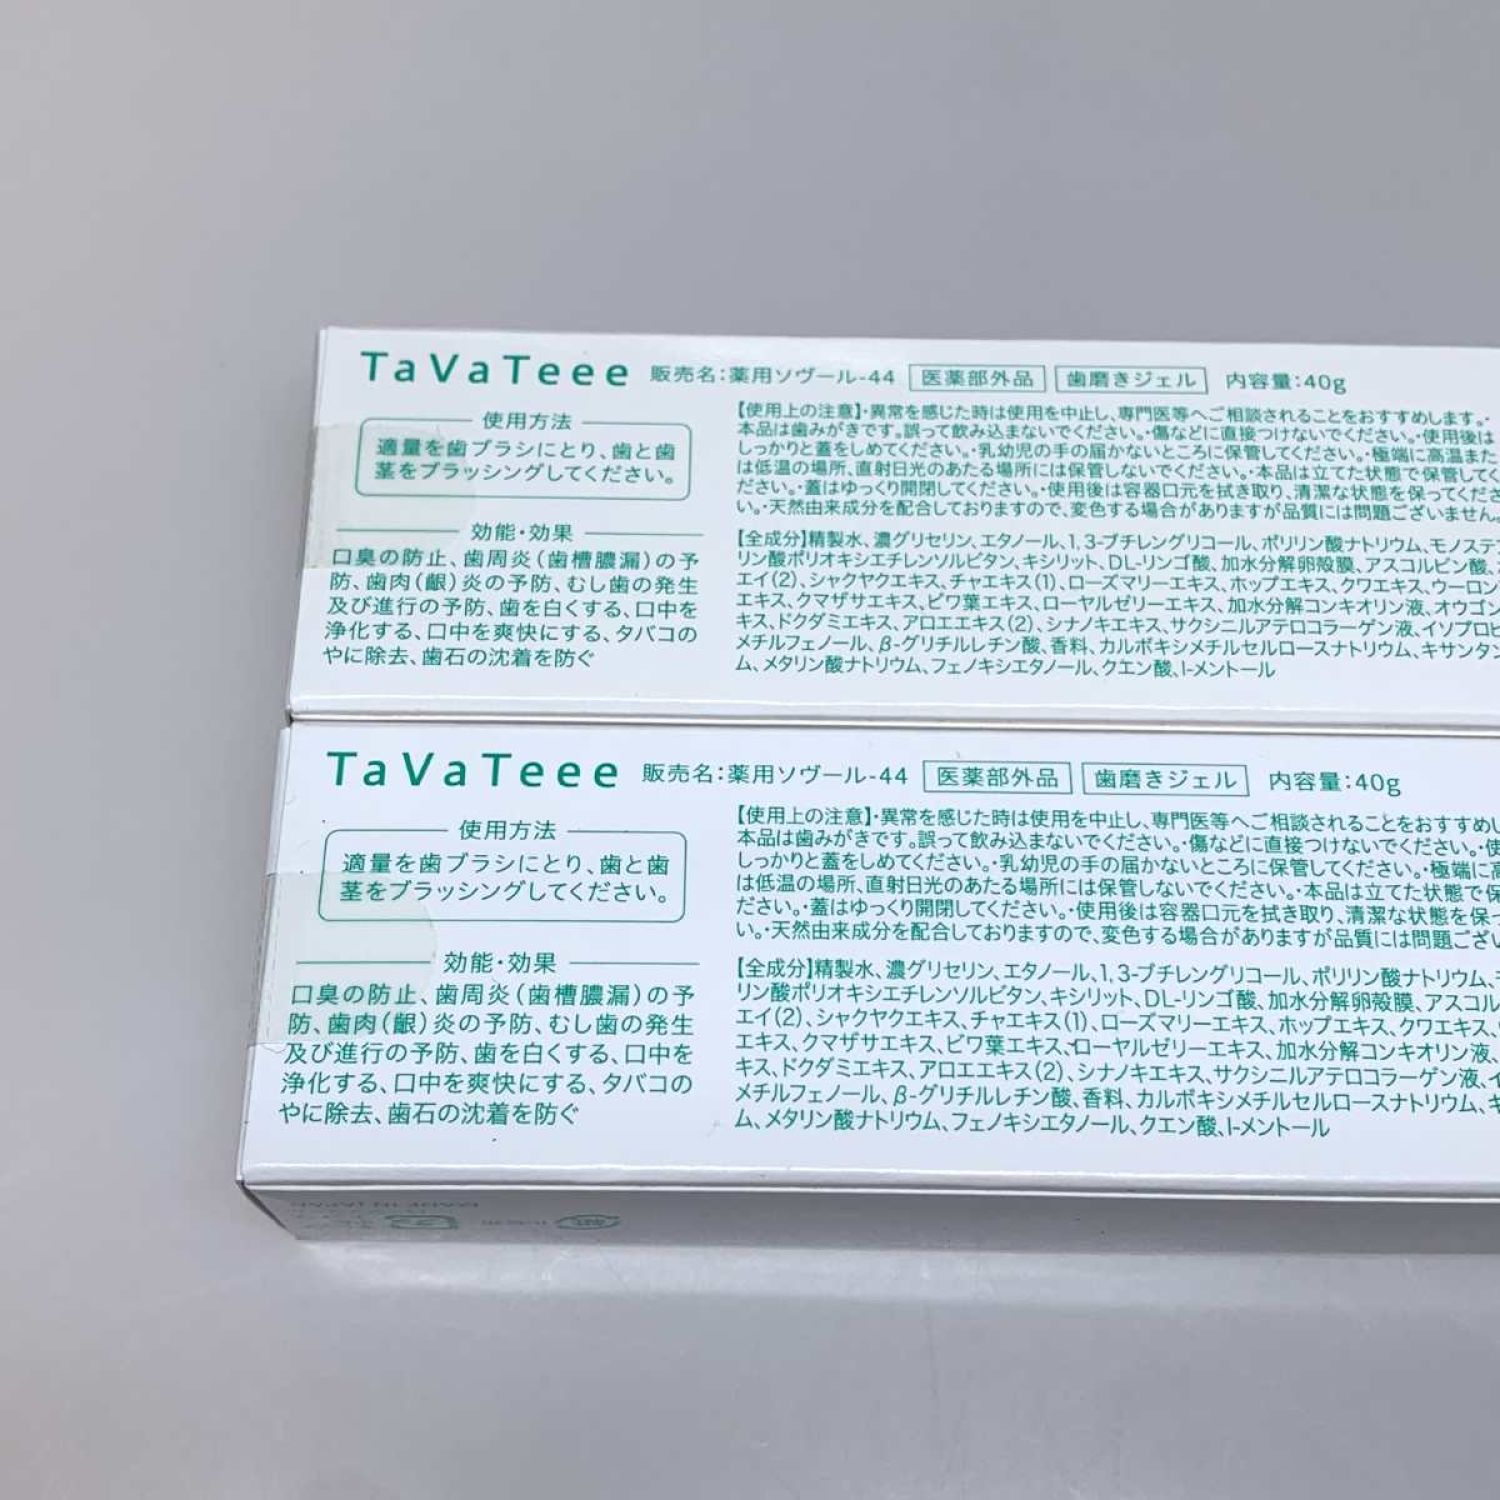 TaVaTeee 販売名:薬用ソヴール-44 医薬部外品 歯磨きジェル 内容量:40g
使用方法
適量を歯ブラシにとり、歯と歯
茎をブラッシングしてください。
効能・効果
口臭の防止、歯周炎(歯槽膿漏)の予
防、歯肉(齦)炎の予防、むし歯の発生
及び進行の予防、歯を白くする、口中を
浄化する、口中を爽快にする、タバコの
やに除去、歯石の沈着を防ぐ
【使用上の注意】・異常を感じた時は使用を中止し、専門医等へご相談されることをおすすめします。・
本品は歯みがきです。誤って飲み込まないでください。・傷などに直接つけないでください。・使用後は
しっかりと蓋をしめてください。・乳幼児の手の届かないところに保管してください。・極端に高温また
は低温の場所、直射日光のあたる場所には保管しないでください。・本品は立てた状態で保管してく
ださい。・蓋はゆっくり開閉してください。・使用後は容器口元を拭き取り、清潔な状態を保ってくださ
い。・天然由来成分を配合しておりますので、変色する場合がありますが品質には問題ございません。
【全成分】精製水、濃グリセリン、エタノール、1,3-ブチレングリコール、ポリリン酸ナトリウム、モノステア
リン酸ポリオキシエチレンソルビタン、キシリット、DL-リンゴ酸、加水分解卵殻膜、アスコルビン酸、
エイ(2)、シャクヤクエキス、チャエキス(1)、ローズマリーエキス、ホップエキス、クワエキス、ウーロン
エキス、クマザサエキス、ビワ葉エキス、ローヤルゼリーエキス、加水分解コンキオリン液、オウゴン
キス、ドクダミエキス、アロエエキス(2)、シナノキエキス、サクシニルアテロコラーゲン液、イソプロピ
メチルフェノール、β-グリチルレチン酸、香料、カルボキシメチルセルロースナトリウム、キサンタン
ム、メタリン酸ナトリウム、フェノキシエタノール、クエン酸、l-メントール
TaVaTeee 販売名:薬用ソヴール-44 医薬部外品 歯磨きジェル 内容量:40g
使用方法
適量を歯ブラシにとり、歯と歯
茎をブラッシングしてください。
効能・効果
口臭の防止、歯周炎(歯槽膿漏)の予
防、歯肉(齦)炎の予防、むし歯の発生
及び進行の予防、歯を白くする、口中を
浄化する、口中を爽快にする、タバコの
やに除去、歯石の沈着を防ぐ
【使用上の注意】・異常を感じた時は使用を中止し、専門医等へご相談されることをおすすめし
本品は歯みがきです。誤って飲み込まないでください。・傷などに直接つけないでください。・使
しっかりと蓋をしめてください。・乳幼児の手の届かないところに保管してください。・極端に高
は低温の場所、直射日光のあたる場所には保管しないでください。・本品は立てた状態で保
ださい。・蓋はゆっくり開閉してください。・使用後は容器口元を拭き取り、清潔な状態を保っ
い。・天然由来成分を配合しておりますので、変色する場合がありますが品質には問題ござい
【全成分】精製水、濃グリセリン、エタノール、1,3-ブチレングリコール、ポリリン酸ナトリウム、モ
リン酸ポリオキシエチレンソルビタン、キシリット、DL-リンゴ酸、加水分解卵殻膜、アスコル
エイ(2)、シャクヤクエキス、チャエキス(1)、ローズマリーエキス、ホップエキス、クワエキス、
エキス、クマザサエキス、ビワ葉エキス、ローヤルゼリーエキス、加水分解コンキオリン液、
キス、ドクダミエキス、アロエエキス(2)、シナノキエキス、サクシニルアテロコラーゲン液、イ
メチルフェノール、β-グリチルレチン酸、香料、カルボキシメチルセルロースナトリウム、キ
ム、メタリン酸ナトリウム、フェノキシエタノール、クエン酸、l-メントール
MADE IN JAPAN